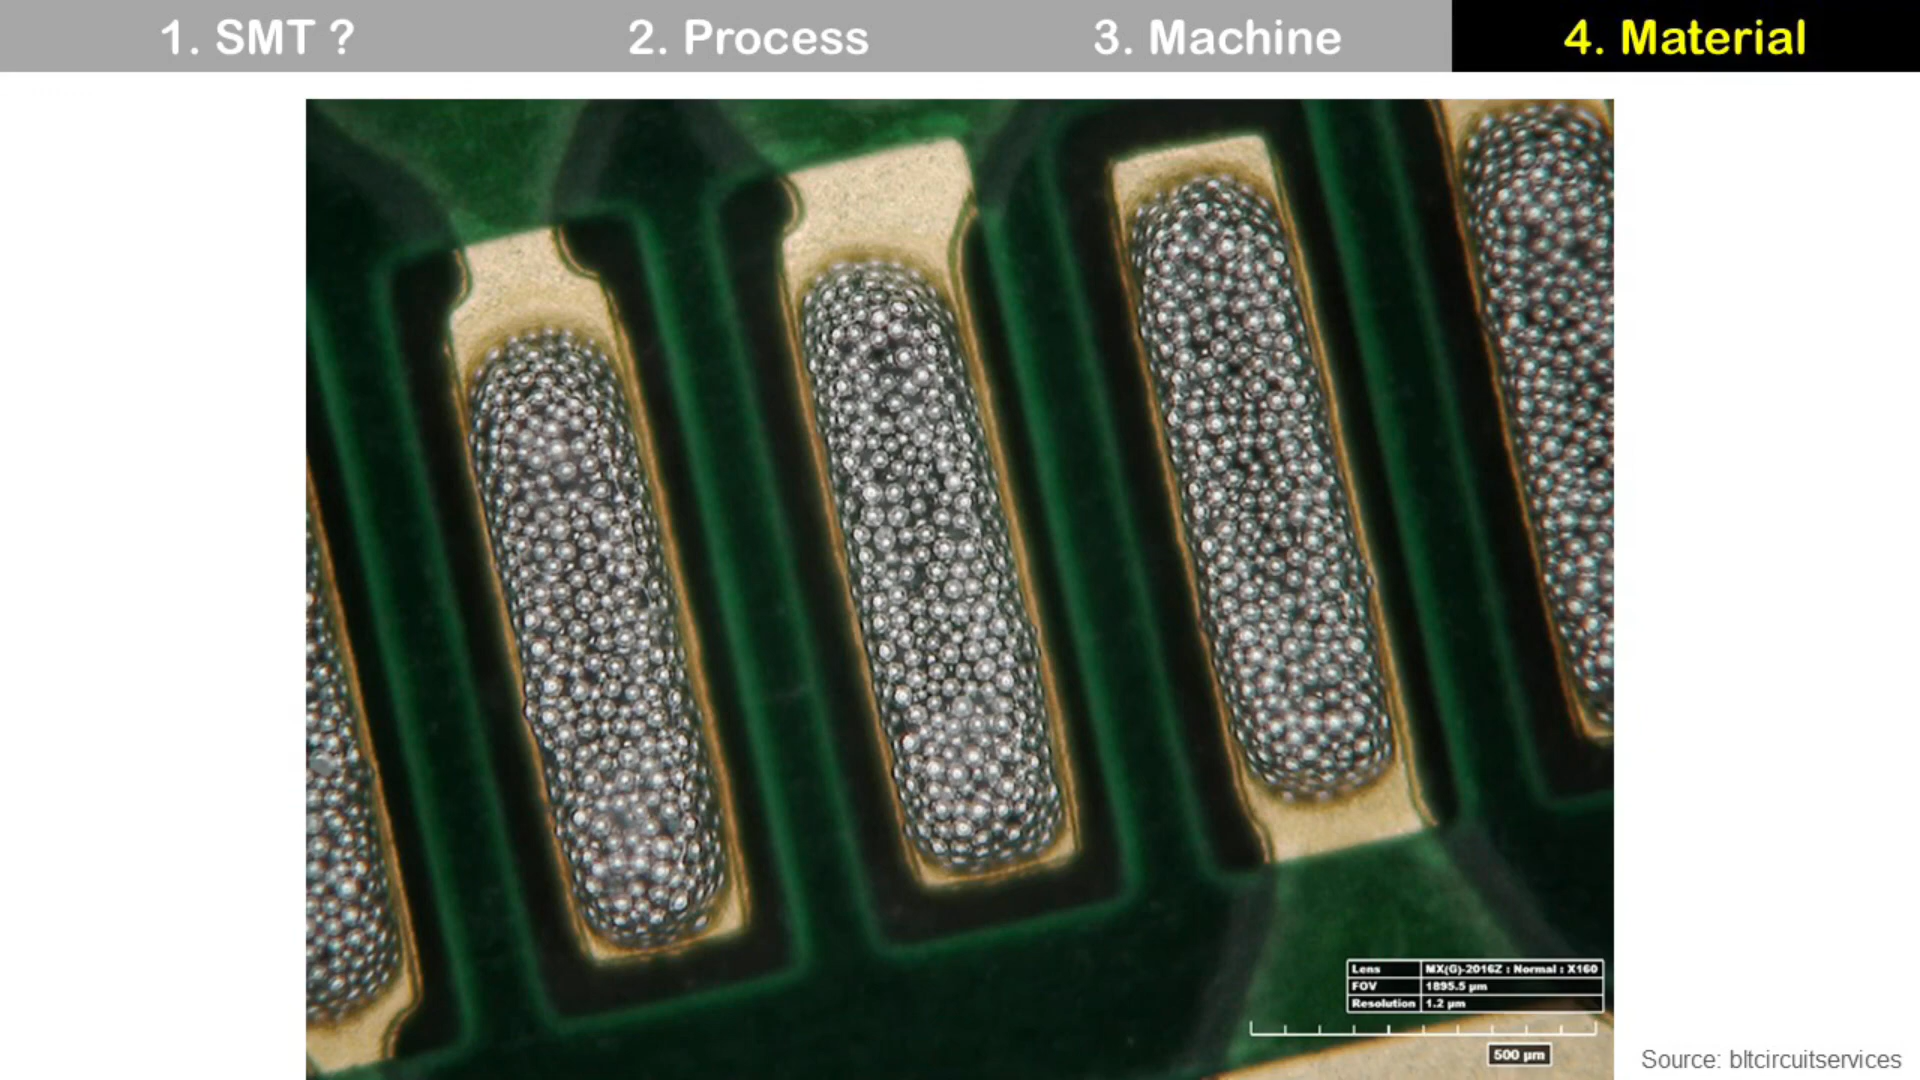 1. SMT ?
2. Process
3. Machine
4. Material
Lens MX(G)-2016Z : Normal : X160
FOV 1895.5 µm
Resolution 1.2 µm
500 µm
Source: bltcircuitservices